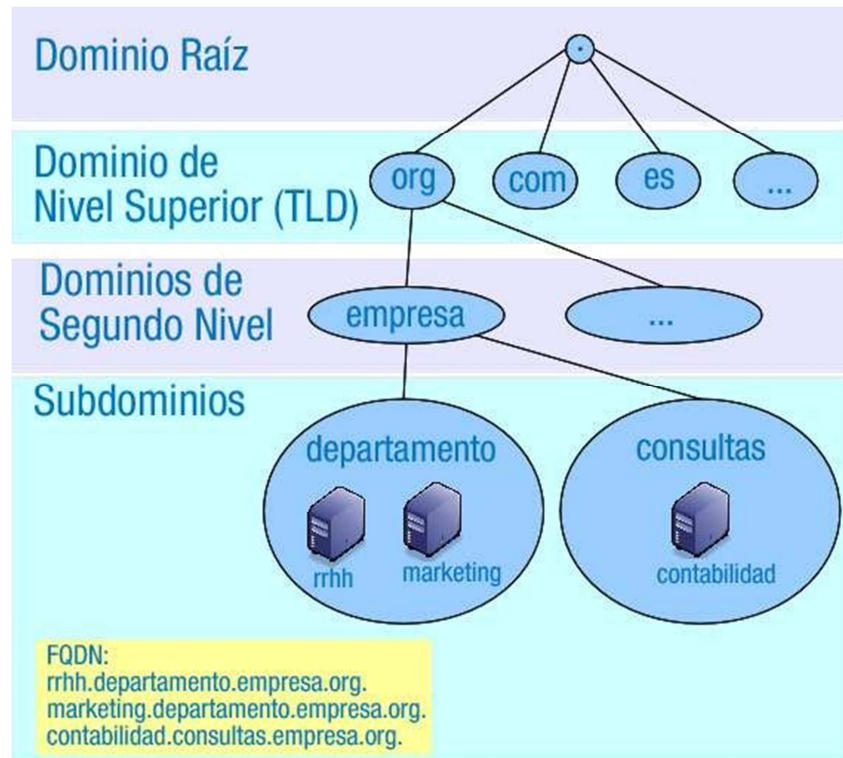 Dominio Raíz
Dominio de
Nivel Superior (TLD)
org
com
es
...
Dominios de
Segundo Nivel
empresa
...
Subdominios
departamento
rrhh
marketing
consultas
contabilidad
FQDN:
rrhh.departamento.empresa.org.
marketing.departamento.empresa.org.
contabilidad.consultas.empresa.org.